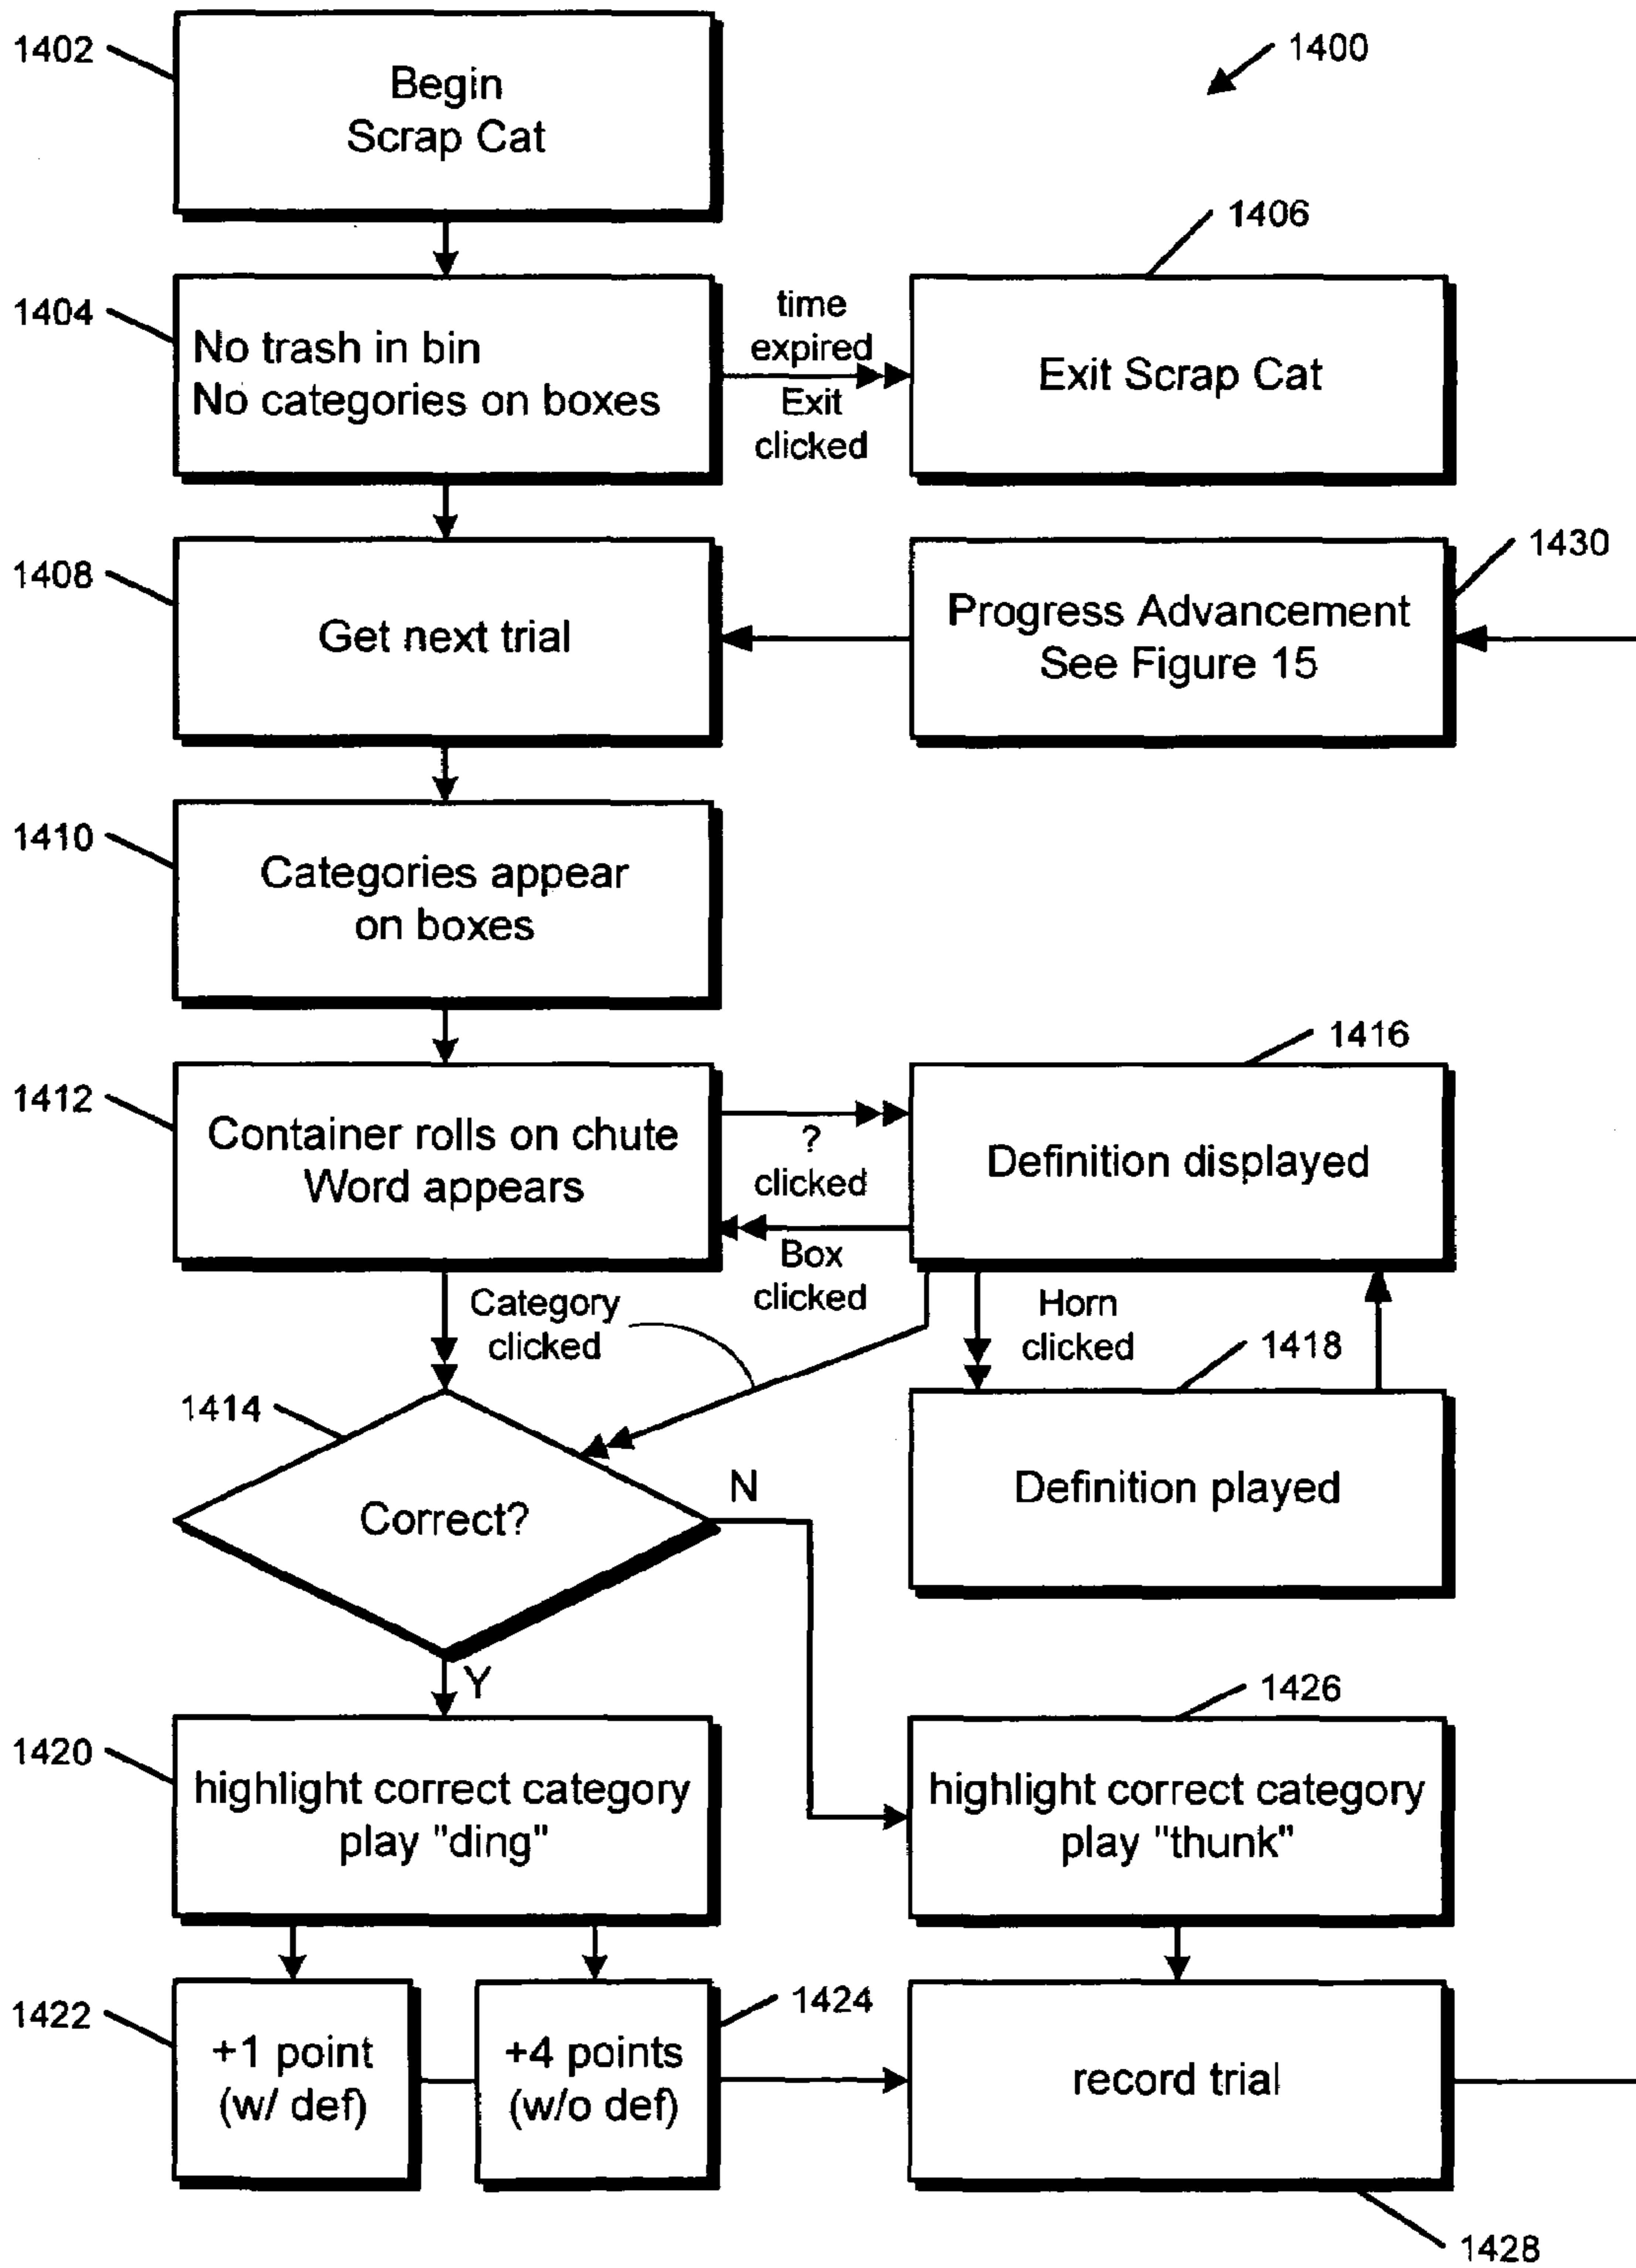 1402
Begin
Scrap Cat
1400
1406
1404
No trash in bin
No categories on boxes
time
expired
Exit
clicked
Exit Scrap Cat
1408
Get next trial
1430
Progress Advancement
See Figure 15
1410
Categories appear
on boxes
1412
Container rolls on chute
Word appears
?
clicked
Box
clicked
1416
Definition displayed
Category
clicked
Horn
clicked
1418
Definition played
1414
Correct?
N
Y
1420
highlight correct category
play "ding"
1426
highlight correct category
play "thunk"
1422
+1 point
(w/ def)
1424
+4 points
(w/o def)
record trial
1428